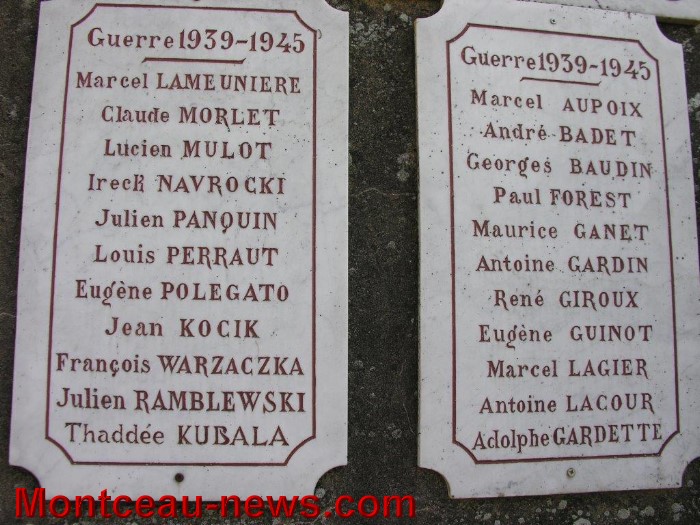 Guerre 1939-1945
Marcel LAMEUNIERE
Claude MORLET
Lucien MULOT
Ireck NAVROCKI
Julien PANQUIN
Louis PERRAUT
Eugène POLEGATO
Jean KOCIK
François WARZACZKA
Julien RAMBLEWSKI
Thaddée KUBALA
Guerre 1939-1945
Marcel AUPOIX
André BADET
Georges BAUDIN
Paul FOREST
Maurice GANET
Antoine GARDIN
René GIROUX
Eugène GUINOT
Marcel LAGIER
Antoine LACOUR
Adolphe GARDETTE
Montceau-news.com